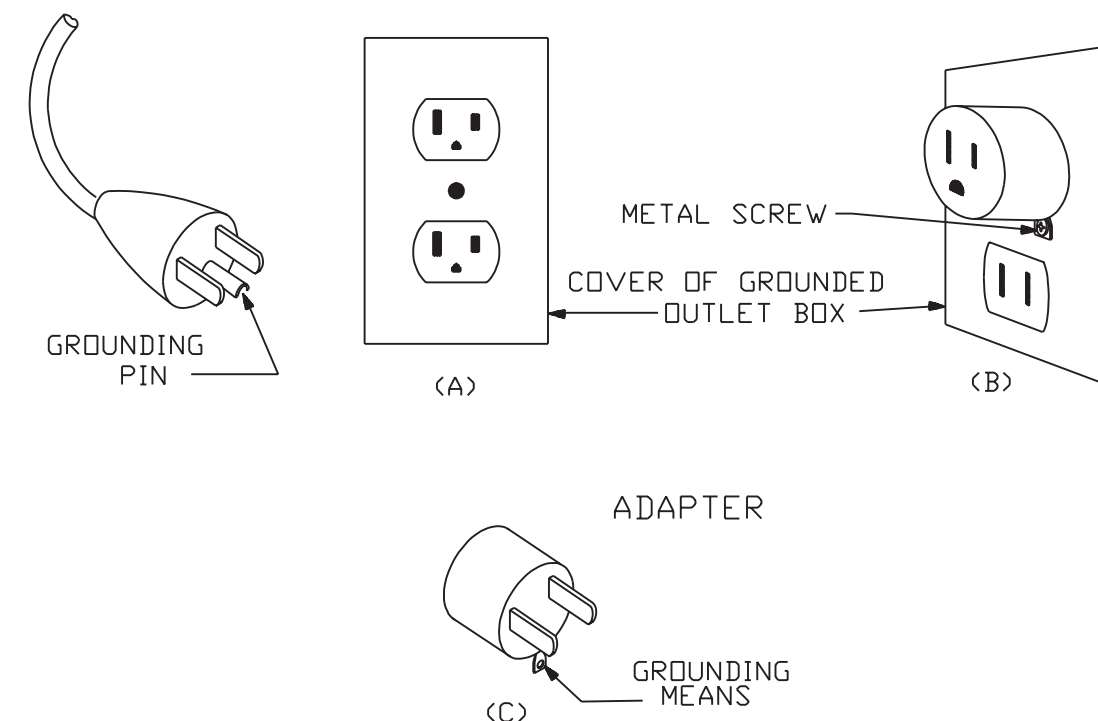 METAL SCREW
COVER OF GROUNDED
OUTLET BOX
GROUNDING
PIN
(A)
(B)
ADAPTER
GROUNDING
MEANS
(C)